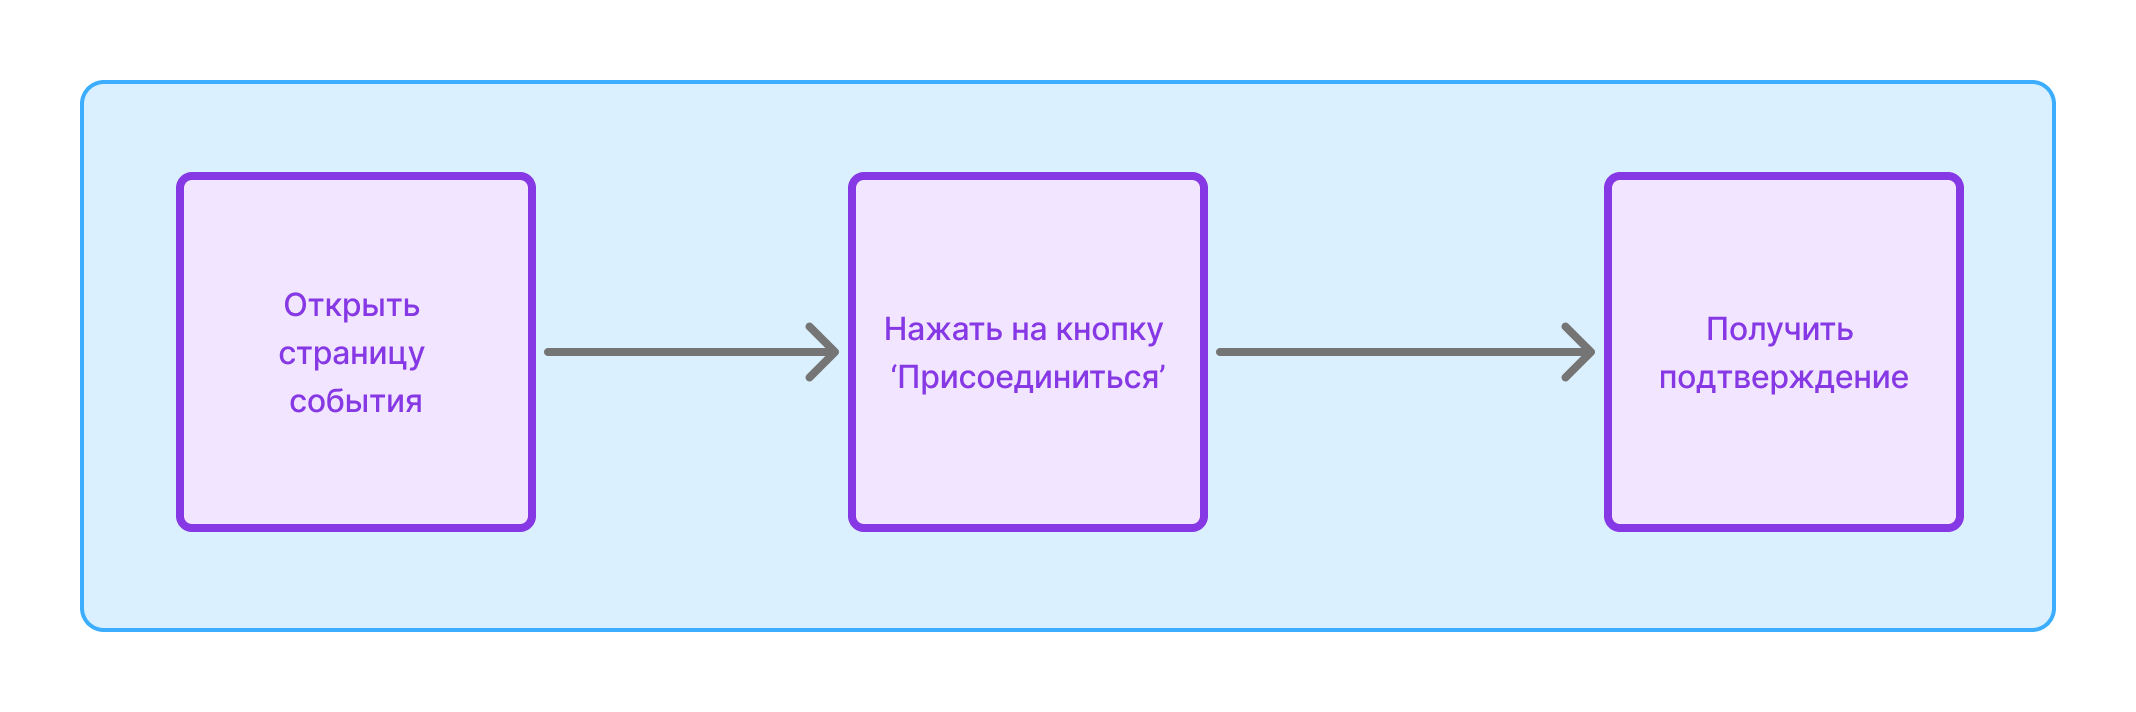 Открыть
страницу
события
Нажать на кнопку
‘Присоединиться’
Получить
подтверждение